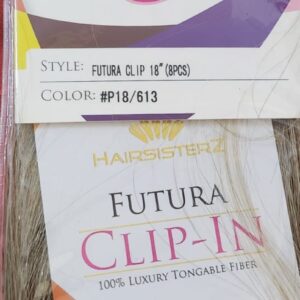 STYLE: FUTURA CLIP 18"(8PCS)
COLOR: #P18/613
HAIRSISTERZ
FUTURA
CLIP-IN
100% LUXURY TONGABLE FIBER